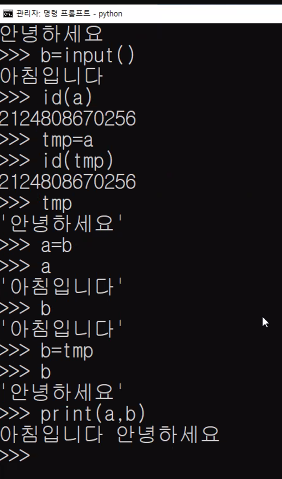 관리자: 명령 프롬프트 - python
안녕하세요
>>> b=input()
아침입니다
>>> id(a)
2124808670256
>>> tmp=a
>>> id(tmp)
2124808670256
>>> tmp
'안녕하세요'
>>> a=b
>>> a
'아침입니다'
>>> b
'아침입니다'
>>> b=tmp
>>> b
'안녕하세요'
>>> print(a,b)
아침입니다 안녕하세요
>>>